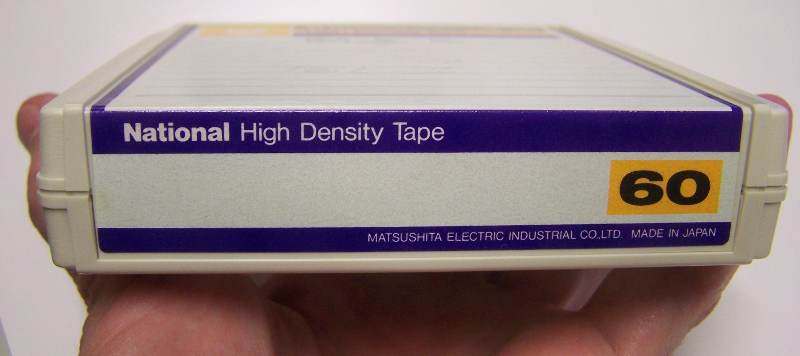 National High Density Tape
60
MATSUSHITA ELECTRIC INDUSTRIAL CO.,LTD. MADE IN JAPAN